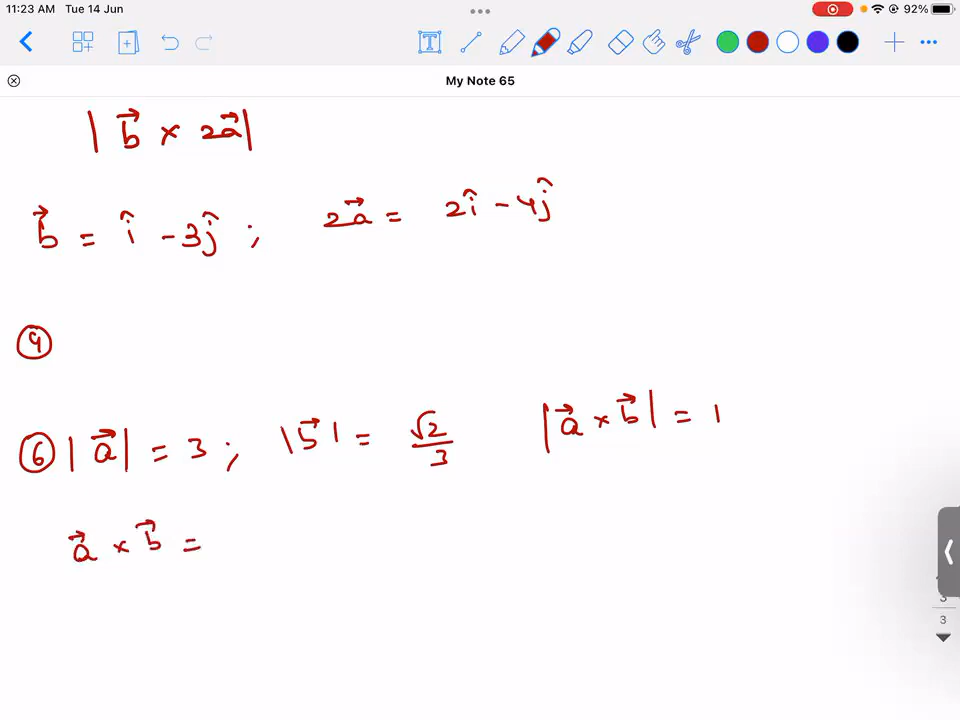 11:23 AM Tue 14 Jun 92%
My Note 65
|b⃗ × 2a⃗|
b⃗ = î - 3ĵ ; 2a⃗ = 2î - 4ĵ
④
⑥ |a⃗| = 3 ; |b⃗| = √2/3 |a⃗ × b⃗| = 1
a⃗ × b⃗ =
3
3